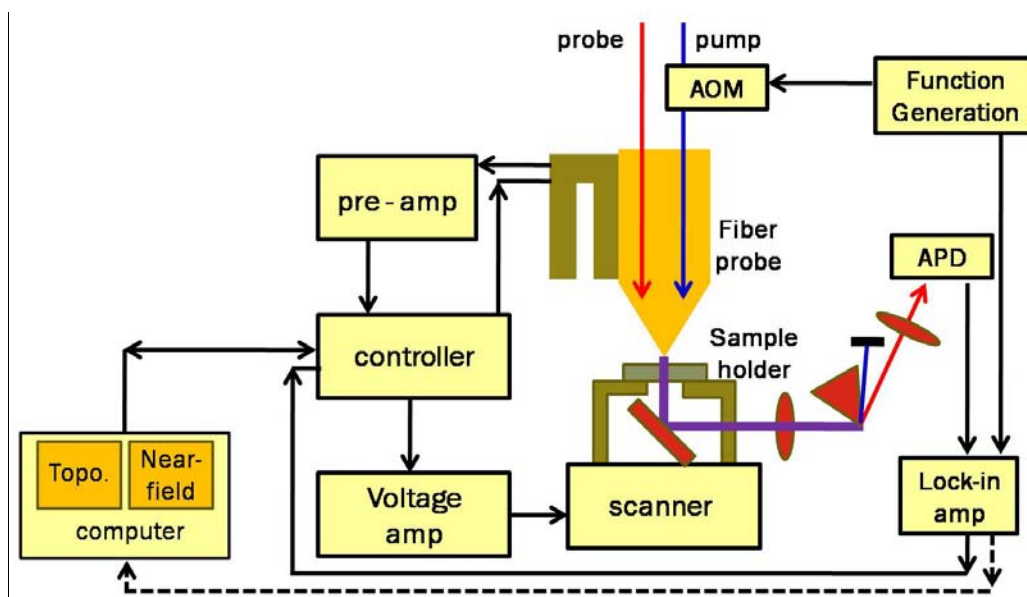 probe
pump
AOM
Function
Generation
pre-amp
Fiber
probe
APD
controller
Sample
holder
Topo.
Near-
field
computer
Voltage
amp
scanner
Lock-in
amp